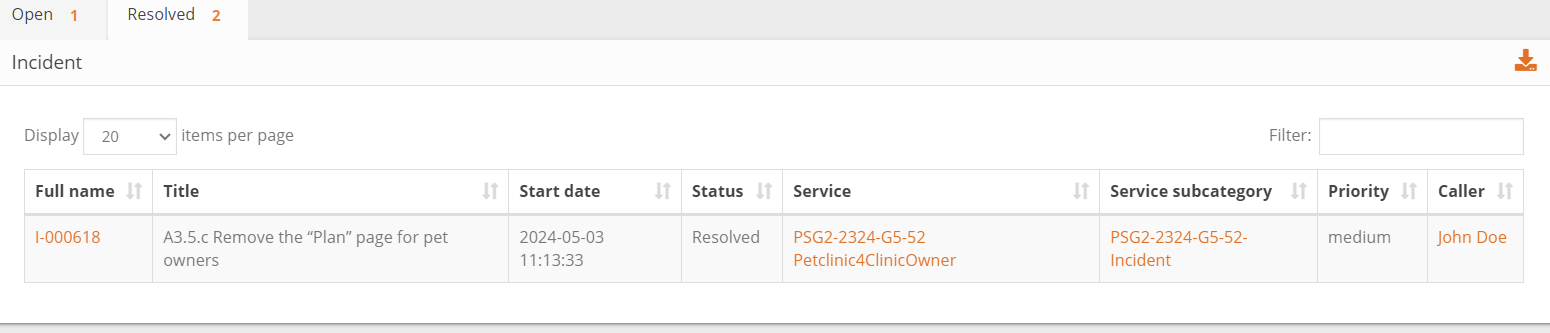 Open 1 Resolved 2
Incident
Display 20 items per page Filter:
Full name Title Start date Status Service Service subcategory Priority Caller
I-000618 A3.5.c Remove the “Plan” page for pet 2024-05-03 Resolved PSG2-2324-G5-52 PSG2-2324-G5-52- medium John Doe
owners 11:13:33 Petclinic4ClinicOwner Incident